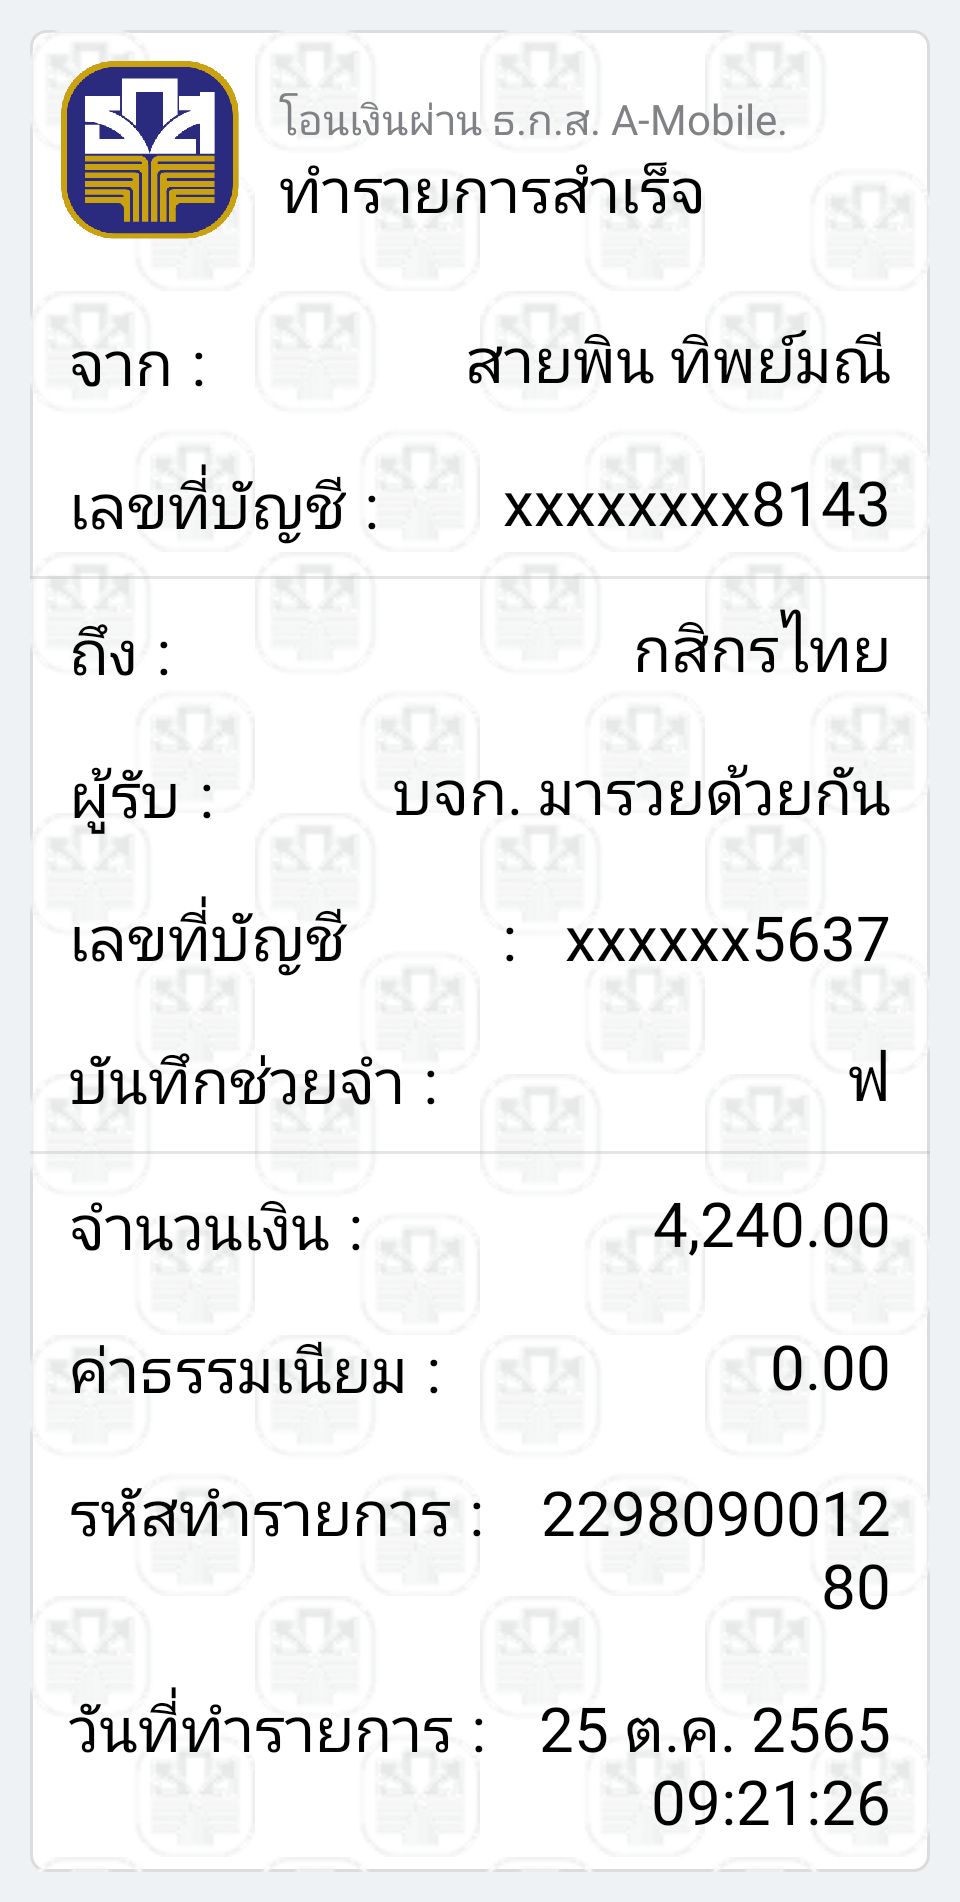 โอนเงินผ่าน ธ.ก.ส. A-Mobile.
ทำรายการสำเร็จ
จาก : สายพิน ทิพย์มณี
เลขที่บัญชี : xxxxxxxx8143
ถึง : กสิกรไทย
ผู้รับ : บจก. มารวยด้วยกัน
เลขที่บัญชี : xxxxxx5637
บันทึกช่วยจำ : ฟ
จำนวนเงิน : 4,240.00
ค่าธรรมเนียม : 0.00
รหัสทำรายการ : 2298090012
80
วันที่ทำรายการ : 25 ต.ค. 2565
09:21:26